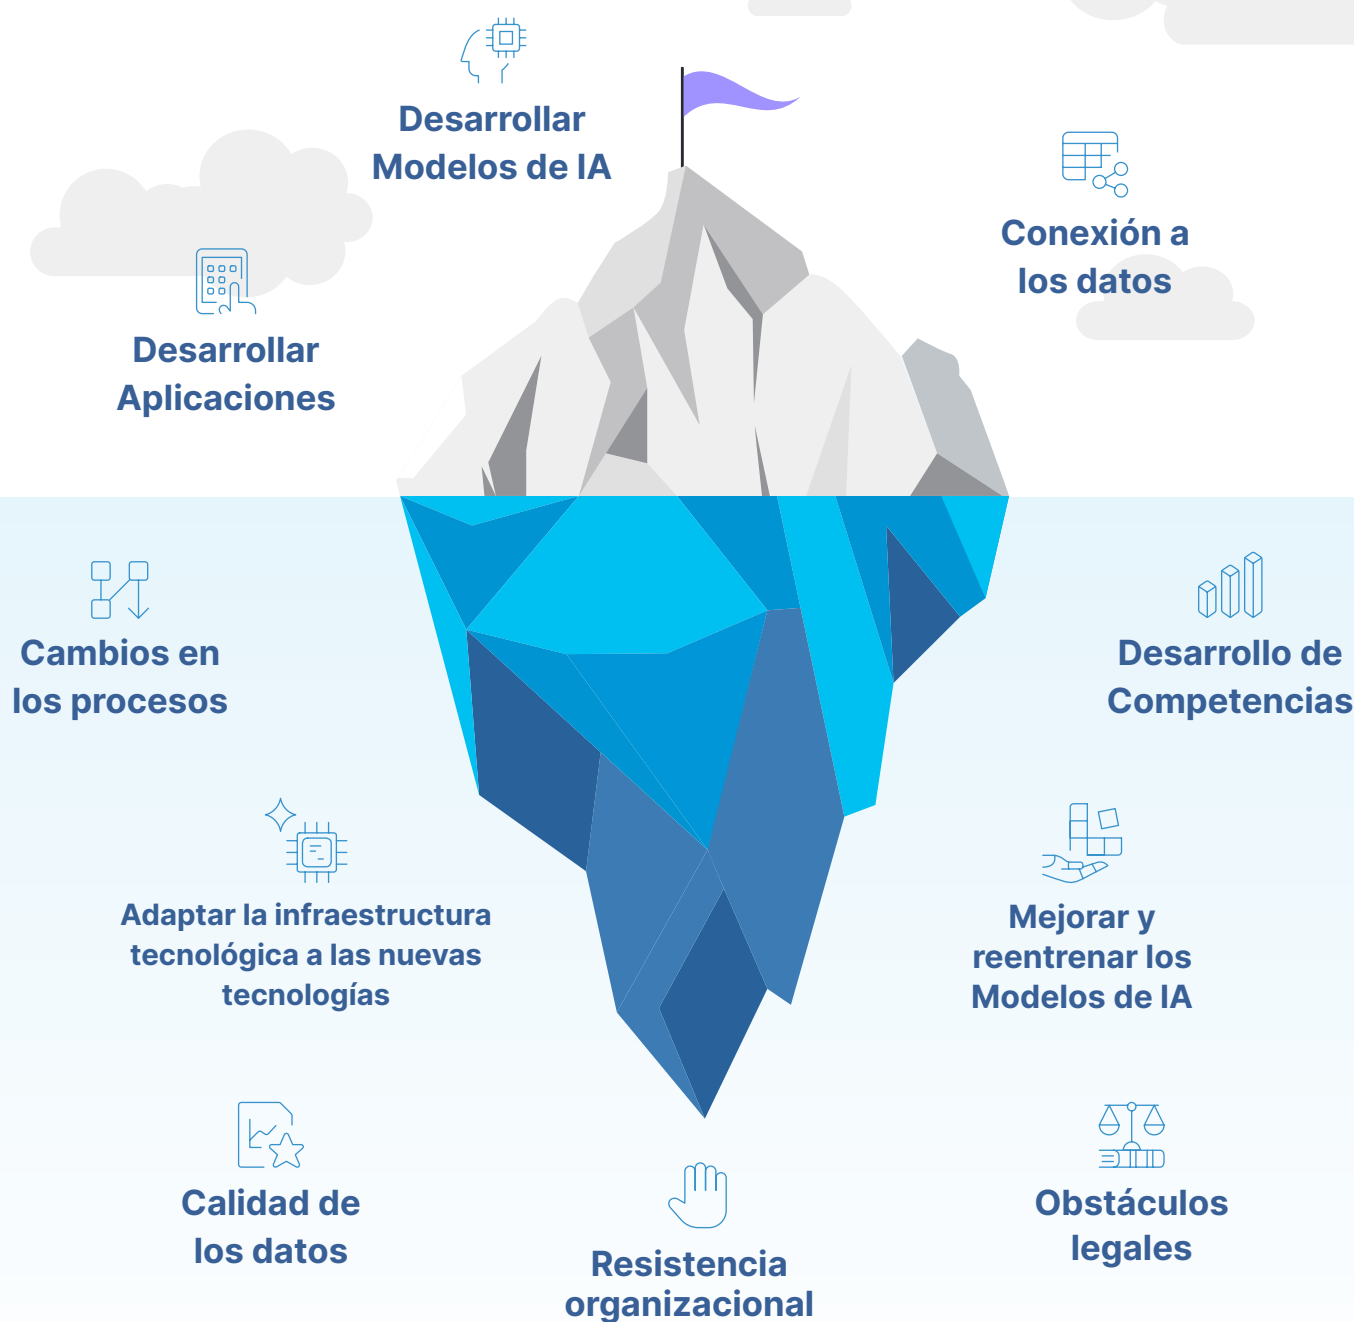 Desarrollar
Modelos de IA
Conexión a
los datos
Desarrollar
Aplicaciones
Cambios en
los procesos
Desarrollo de
Competencias
Adaptar la infraestructura
tecnológica a las nuevas
tecnologías
Mejorar y
reentrenar los
Modelos de IA
Calidad de
los datos
Resistencia
organizacional
Obstáculos
legales